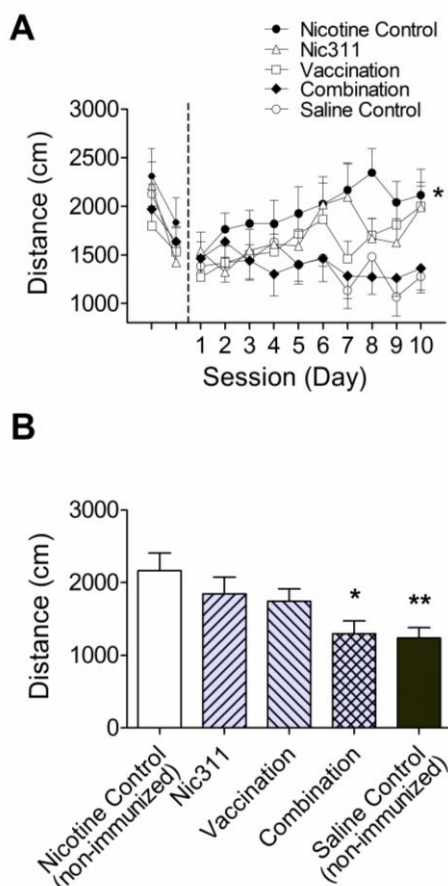 A
Nicotine Control
Nic311
Vaccination
Combination
Saline Control
Distance (cm)
3000
2500
2000
1500
1000
*
1 2 3 4 5 6 7 8 9 10
Session (Day)
B
Distance (cm)
3000
2000
1000
0
*
**
Nicotine Control
(non-immunized)
Nic311
Vaccination
Combination
Saline Control
(non-immunized)